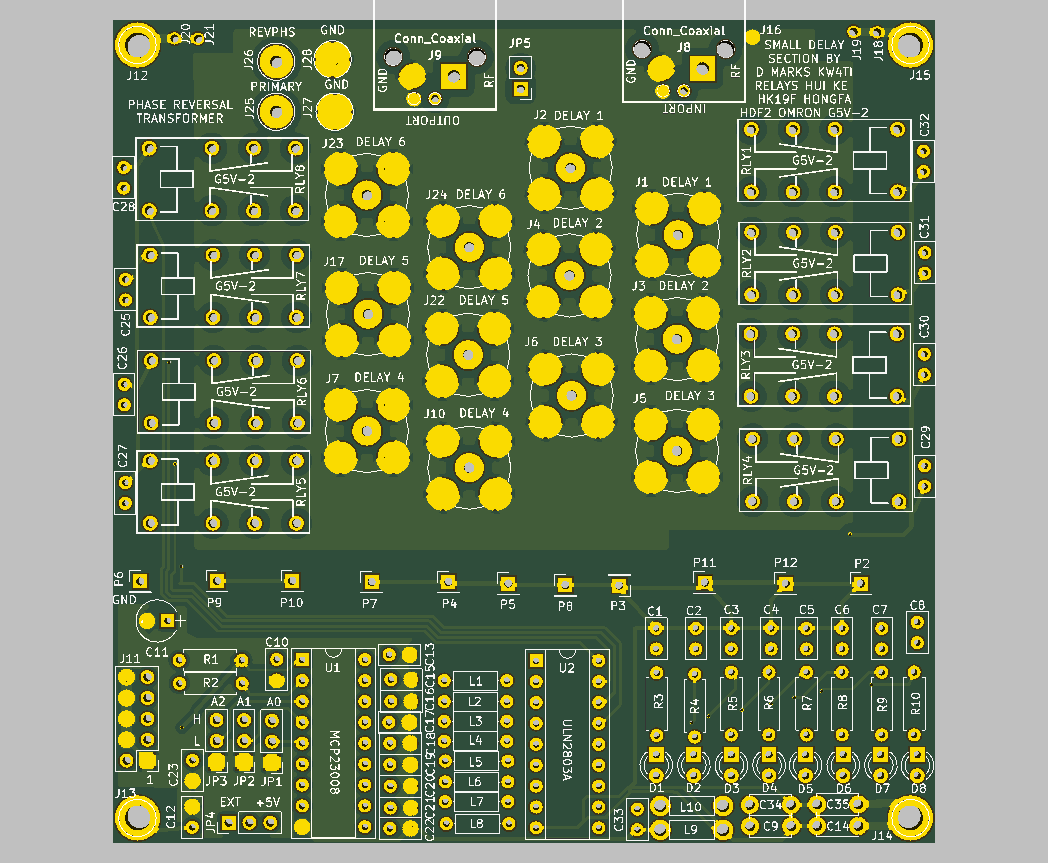 J20
J21
REVPHS
GND
J26
J28
J12
PRIMARY
GND
J25
J27
PHASE REVERSAL
TRANSFORMER
Conn_Coaxial
J9
GND
RF
OUTPORT
JP5
Conn_Coaxial
J8
GND
RF
INPORT
J16
J19
J18
J15
SMALL DELAY
SECTION BY
D MARKS KW4TI
RELAYS HUI KE
HK19F HONGFA
HDF2 OMRON G5V-2
C28
G5V-2
RLY8
C25
G5V-2
RLY7
C26
G5V-2
RLY6
C27
G5V-2
RLY5
J23 DELAY 6
J24 DELAY 6
J17 DELAY 5
J22 DELAY 5
J7 DELAY 4
J10 DELAY 4
J2 DELAY 1
J1 DELAY 1
J4 DELAY 2
J3 DELAY 2
J6 DELAY 3
J5 DELAY 3
RLY1
G5V-2
C32
RLY2
G5V-2
C31
RLY3
G5V-2
C30
RLY4
G5V-2
C29
P6
GND
P9
P10
P7
P4
P5
P8
P3
P11
P12
P2
C11
+
J11
R1
R2
C10
A2
A1
A0
H
L
1
C23
JP3
JP2
JP1
J13
C12
JP4
EXT
+5V
U1
MCP23008
C13
C15
C16
C17
C18
C19
C20
C21
C22
L1
L2
L3
L4
L5
L6
L7
L8
U2
ULN2803A
C1
C2
C3
C4
C5
C6
C7
C8
R3
R4
R5
R6
R7
R8
R9
R10
D1
D2
D3
D4
D5
D6
D7
D8
C33
L10
L9
C34
C9
C35
C14
J14